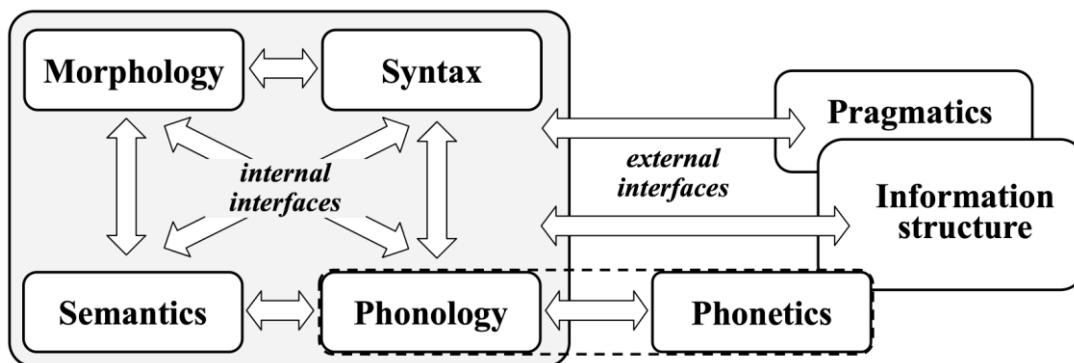 Morphology
Syntax
Pragmatics
internal
interfaces
external
interfaces
Information
structure
Semantics
Phonology
Phonetics